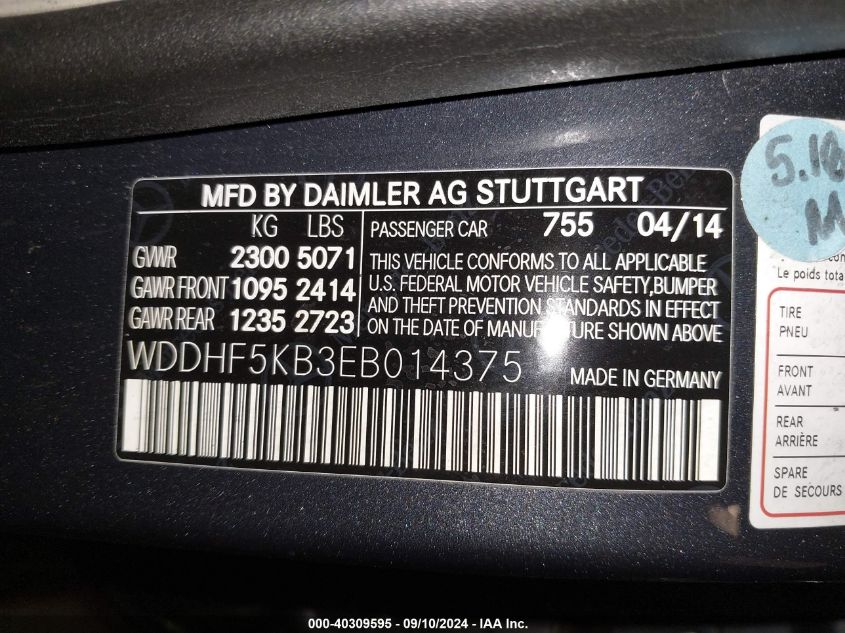 MFD BY DAIMLER AG STUTTGART
KG LBS
GVWR 2300 5071
GAWR FRONT 1095 2414
GAWR REAR 1235 2723
PASSENGER CAR 755 04/14
THIS VEHICLE CONFORMS TO ALL APPLICABLE
U.S. FEDERAL MOTOR VEHICLE SAFETY, BUMPER
AND THEFT PREVENTION STANDARDS IN EFFECT
ON THE DATE OF MANUFACTURE SHOWN ABOVE
WDDHF5KB3EB014375
MADE IN GERMANY
5.18
M
Le poids tota
TIRE
PNEU
FRONT
AVANT
REAR
ARRIÈRE
SPARE
DE SECOURS
000-40309595 - 09/10/2024 - IAA Inc.